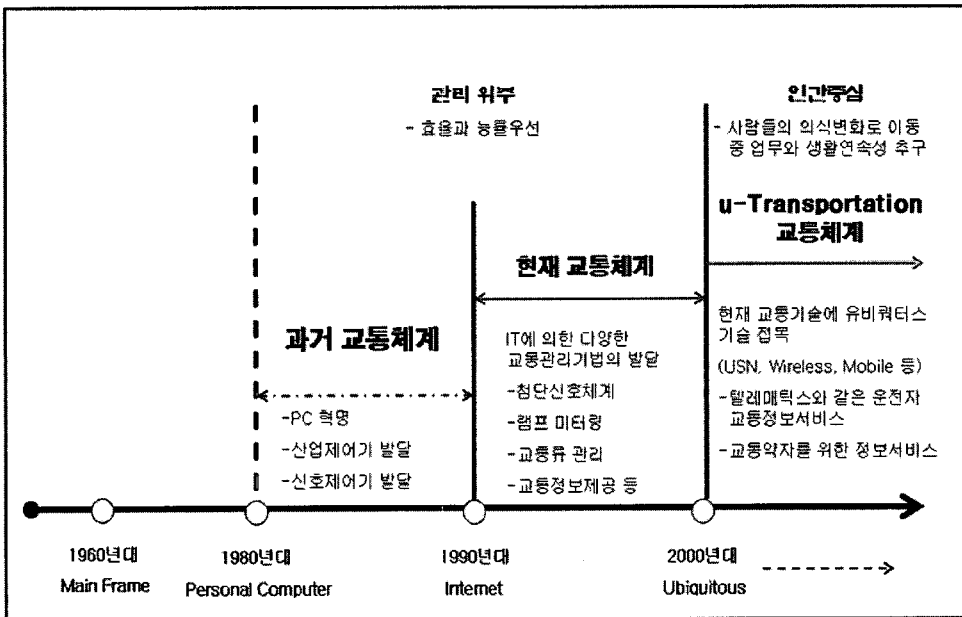 관리 위주
- 효율과 능률우선
인간중심
- 사람들의 의식변화로 이동
중 업무와 생활연속성 추구
u-Transportation
교통체계
현재 교통체계
과거 교통체계
현재 교통기술에 유비쿼터스
기술 접목
(USN, Wireless, Mobile 등)
-텔레매틱스와 같은 운전자
교통정보서비스
-교통약자를 위한 정보서비스
IT에 의한 다양한
교통관리기법의 발달
-첨단신호체계
-램프 미터링
-교통류 관리
-교통정보제공 등
-PC 혁명
-산업제어기 발달
-신호제어기 발달
1960년대
Main Frame
1980년대
Personal Computer
1990년대
Internet
2000년대
Ubiquitous